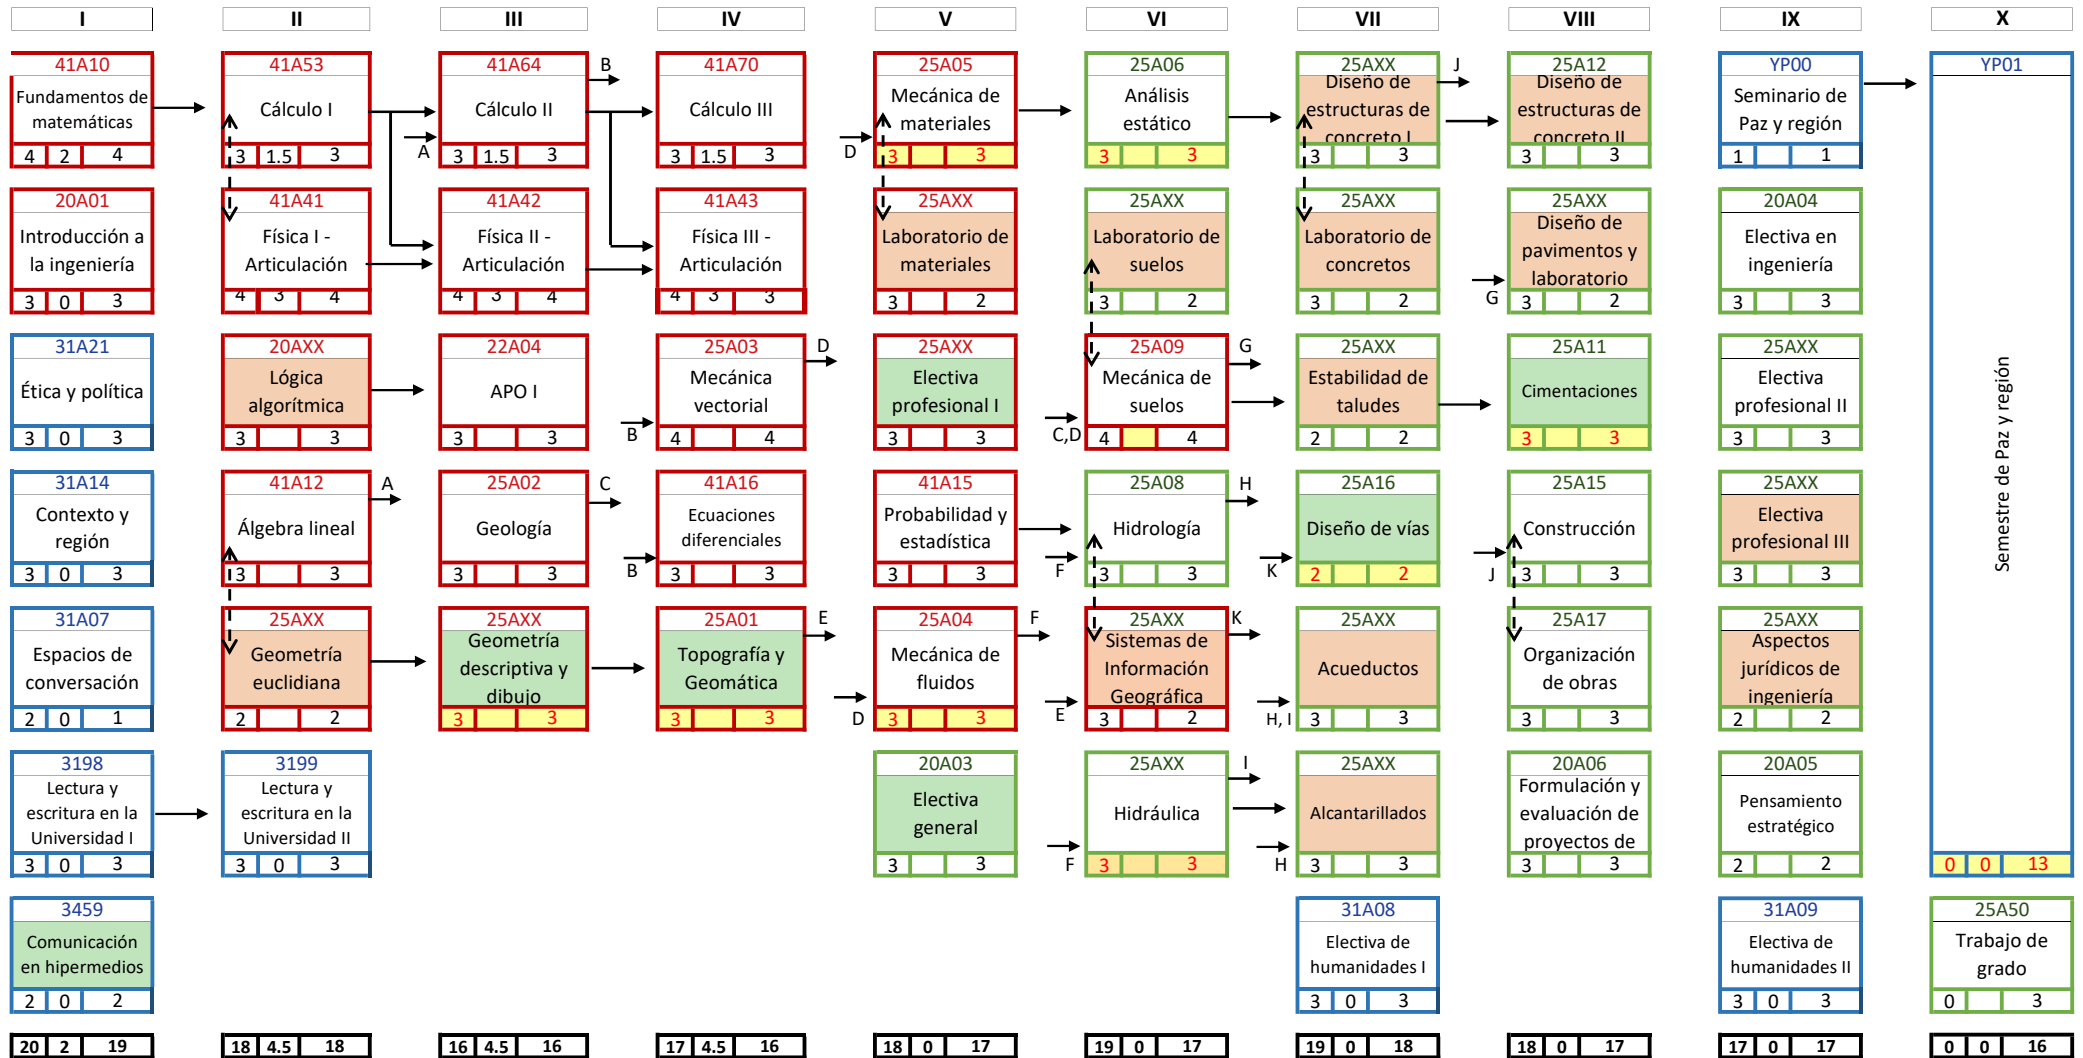 I
II
III
IV
V
VI
VII
VIII
IX
X
41A10
Fundamentos de
matemáticas
4 2 4
20A01
Introducción a
la ingeniería
3 0 3
31A21
Ética y política
3 0 3
31A14
Contexto y
región
3 0 3
31A07
Espacios de
conversación
2 0 1
3198
Lectura y
escritura en la
Universidad I
3 0 3
3459
Comunicación
en hipermedios
2 0 2
20 2 19
41A53
Cálculo I
3 1.5 3
41A41
Física I -
Articulación
4 3 4
20AXX
Lógica
algorítmica
3 3
41A12
A
Álgebra lineal
3 3
25AXX
Geometría
euclidiana
2 2
3199
Lectura y
escritura en la
Universidad II
3 0 3
18 4.5 18
41A64
B
Cálculo II
A
3 1.5 3
41A42
Física II -
Articulación
4 3 4
22A04
APO I
3 3
25A02
C
Geología
3 3
25AXX
Geometría
descriptiva y
dibujo
3 3
16 4.5 16
41A70
Cálculo III
3 1.5 3
41A43
Física III -
Articulación
4 3 3
25A03
D
Mecánica
vectorial
B
4 4
41A16
Ecuaciones
diferenciales
B
3 3
25A01
E
Topografía y
Geomática
3 3
17 4.5 16
25A05
Mecánica de
materiales
D
3 3
25AXX
Laboratorio de
materiales
3 2
25AXX
Electiva
profesional I
3 3
41A15
Probabilidad y
estadística
3 3
25A04
F
Mecánica de
fluidos
D
3 3
20A03
Electiva
general
3 3
18 0 17
25A06
Análisis
estático
3 3
25AXX
Laboratorio de
suelos
3 2
25A09
G
Mecánica de
suelos
C,D
4 4
25A08
H
Hidrología
F
3 3
25AXX
K
Sistemas de
Información
Geográfica
E
3 2
25AXX
I
Hidráulica
F
3 3
19 0 17
25AXX
J
Diseño de
estructuras de
concreto I
3 3
25AXX
Laboratorio de
concretos
3 2
25AXX
Estabilidad de
taludes
2 2
25A16
Diseño de vías
K
2 2
25AXX
Acueductos
H, I
3 3
25AXX
Alcantarillados
H
3 3
31A08
Electiva de
humanidades I
3 0 3
19 0 18
25A12
Diseño de
estructuras de
concreto II
3 3
25AXX
Diseño de
pavimentos y
laboratorio
G
3 2
25A11
Cimentaciones
3 3
25A15
Construcción
J
3 3
25A17
Organización
de obras
3 3
20A06
Formulación y
evaluación de
proyectos de
3 3
18 0 17
YP00
Seminario de
Paz y región
1 1
20A04
Electiva en
ingeniería
3 3
25AXX
Electiva
profesional II
3 3
25AXX
Electiva
profesional III
3 3
25AXX
Aspectos
jurídicos de
ingeniería
2 2
20A05
Pensamiento
estratégico
2 2
31A09
Electiva de
humanidades II
3 0 3
17 0 17
YP01
Semestre de Paz y región
0 0 13
25A50
Trabajo de
grado
0 3
0 0 16